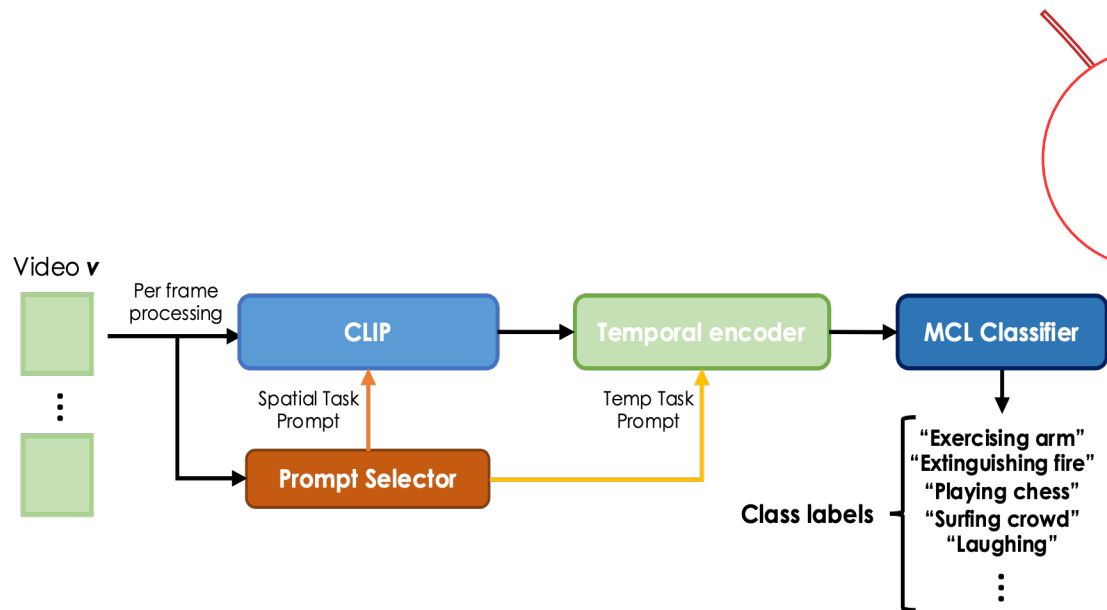 Video v
Per frame
processing
CLIP
Temporal encoder
MCL Classifier
Spatial Task
Prompt
Temp Task
Prompt
Prompt Selector
Class labels
“Exercising arm”
“Extinguishing fire”
“Playing chess”
“Surfing crowd”
“Laughing”